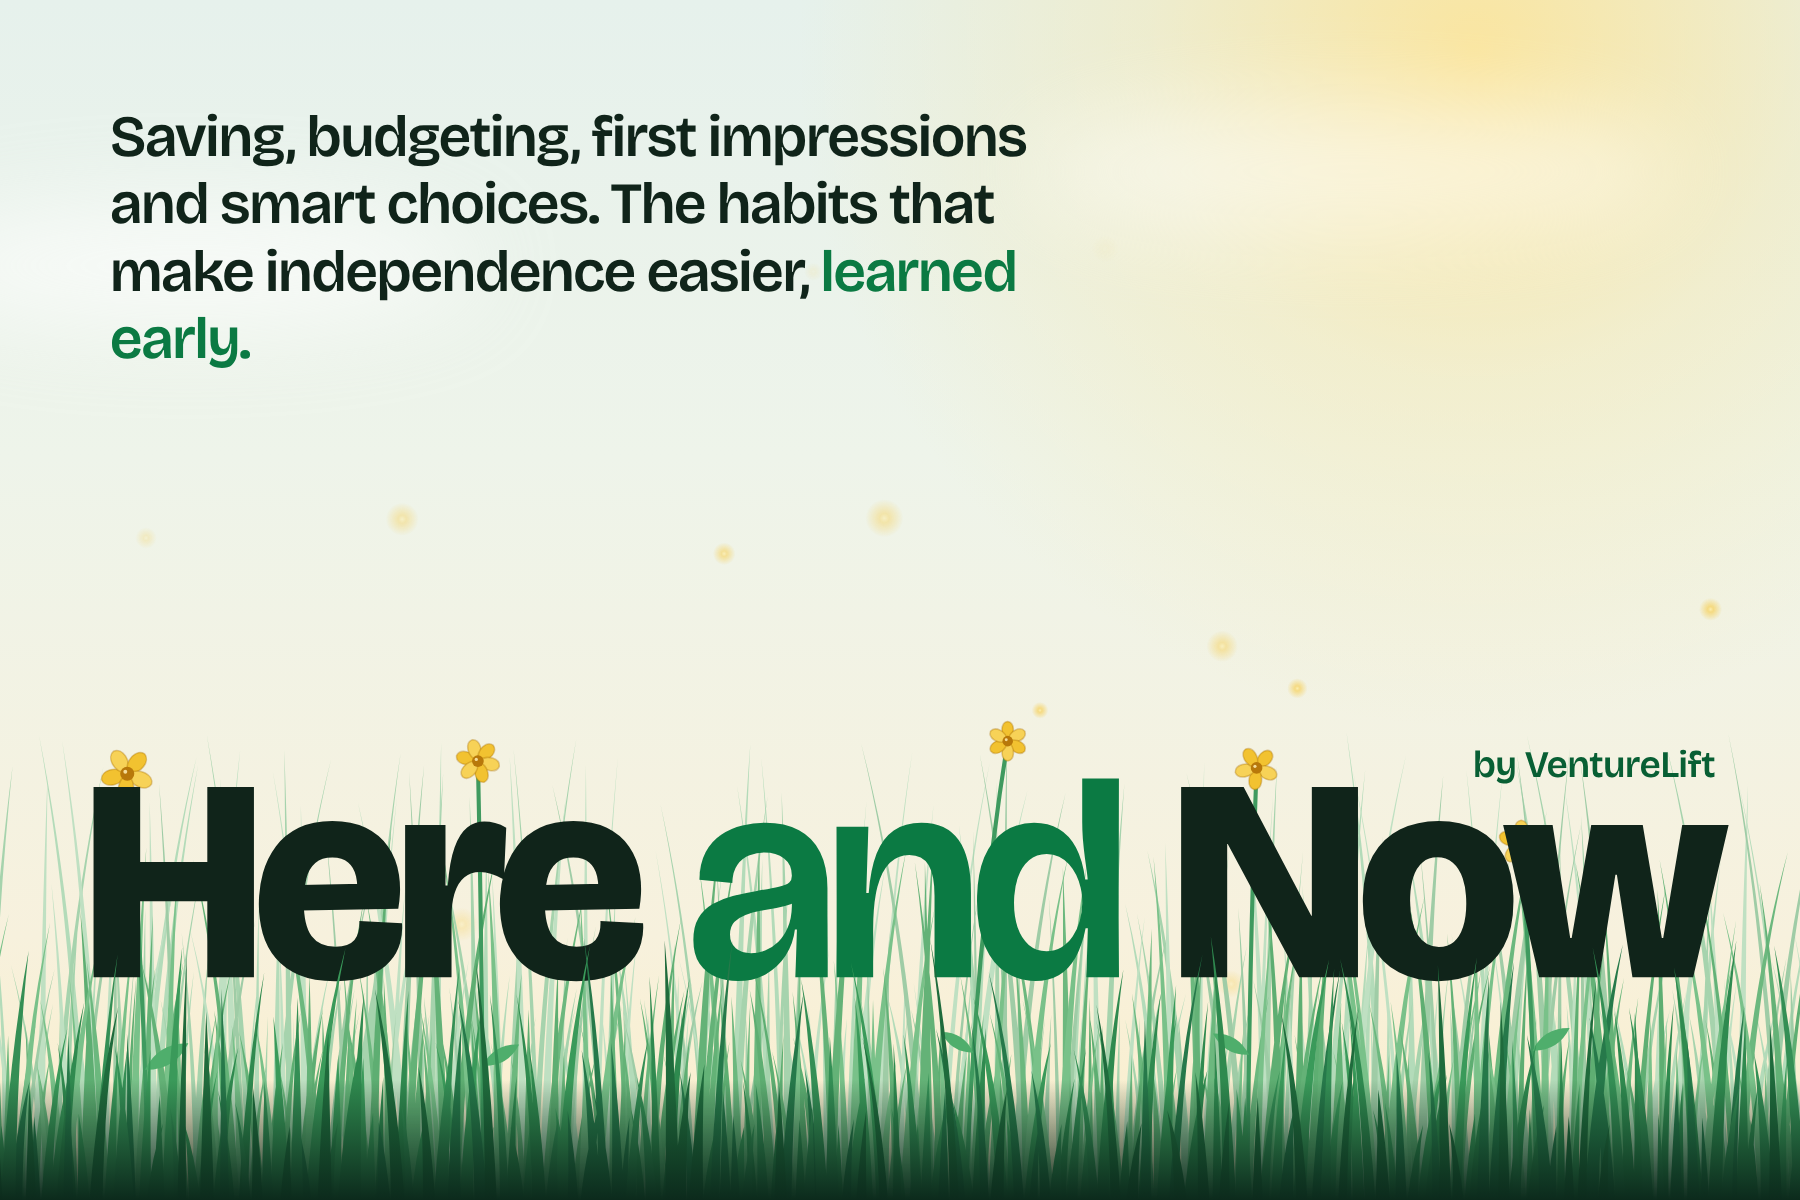 Saving, budgeting, first impressions
and smart choices. The habits that
make independence easier, learned
early.
by VentureLift
Here and Now